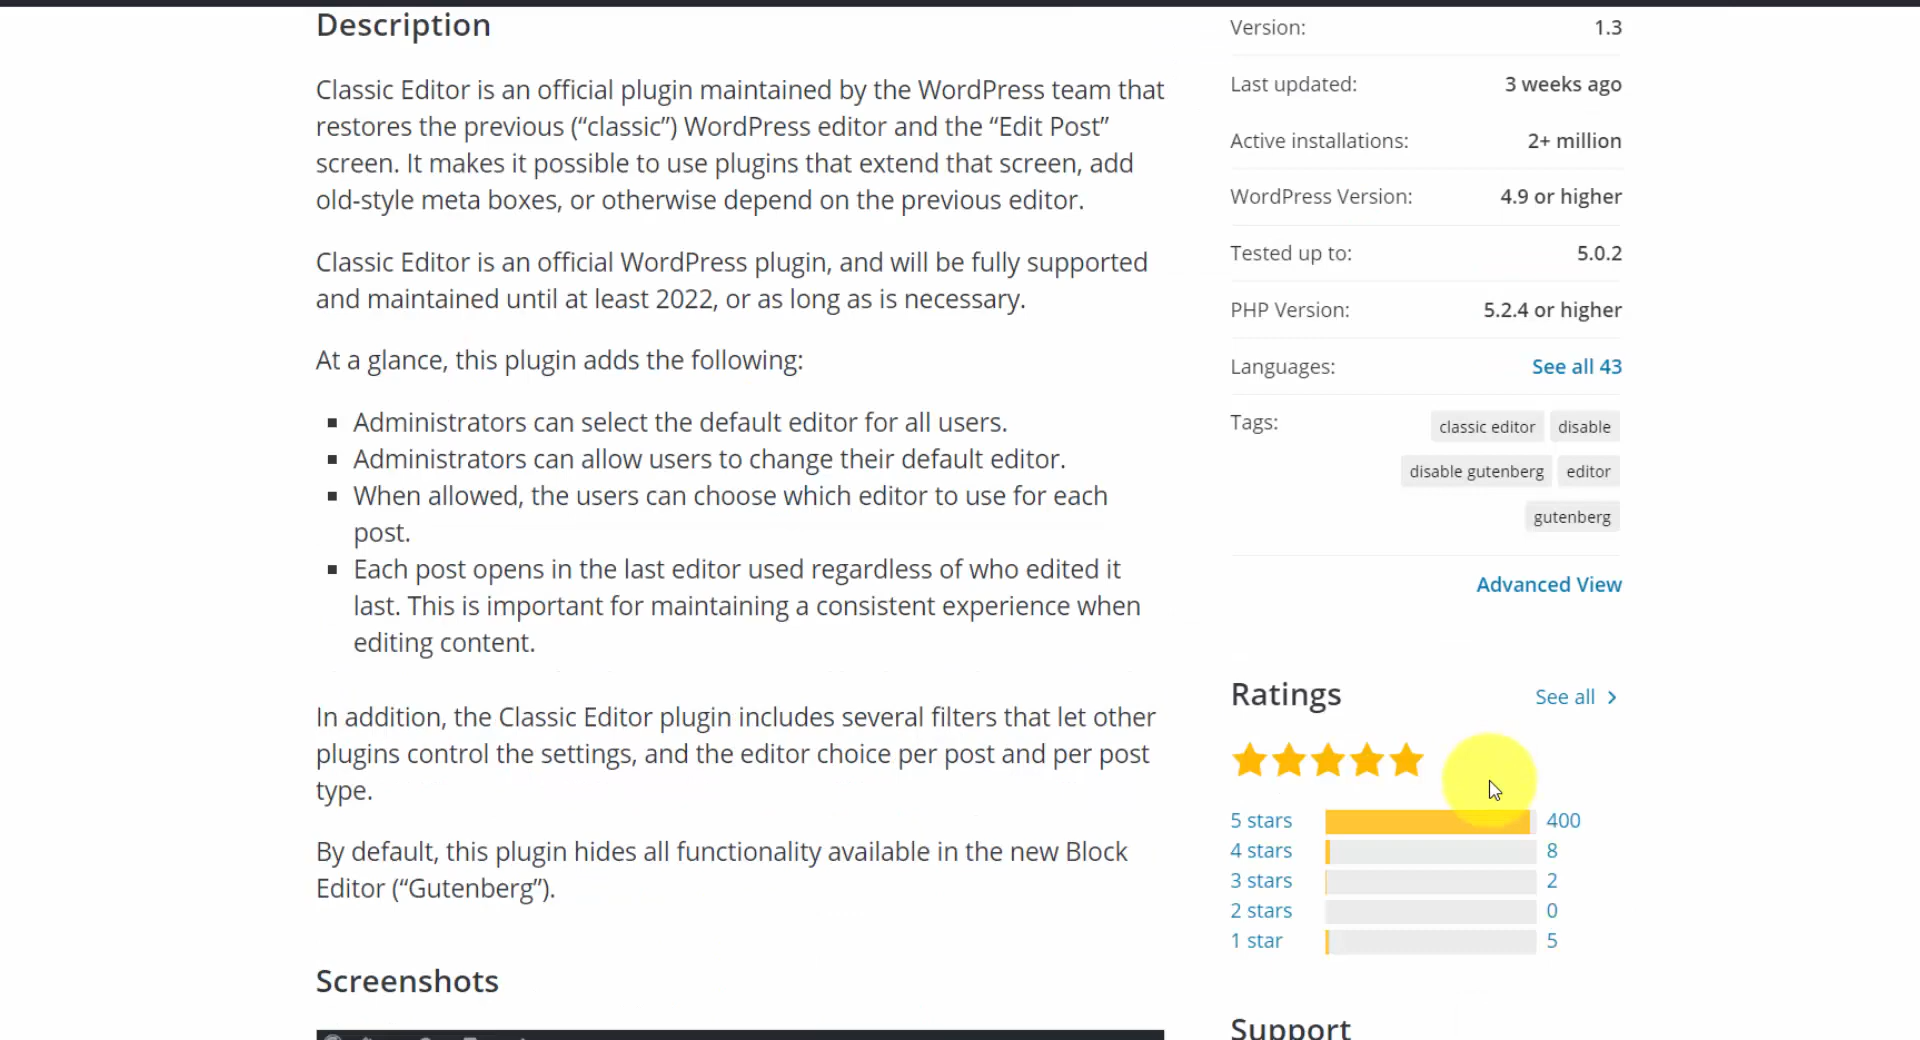 Description
Classic Editor is an official plugin maintained by the WordPress team that
restores the previous (“classic”) WordPress editor and the “Edit Post”
screen. It makes it possible to use plugins that extend that screen, add
old-style meta boxes, or otherwise depend on the previous editor.
Classic Editor is an official WordPress plugin, and will be fully supported
and maintained until at least 2022, or as long as is necessary.
At a glance, this plugin adds the following:
Administrators can select the default editor for all users.
Administrators can allow users to change their default editor.
When allowed, the users can choose which editor to use for each
post.
Each post opens in the last editor used regardless of who edited it
last. This is important for maintaining a consistent experience when
editing content.
In addition, the Classic Editor plugin includes several filters that let other
plugins control the settings, and the editor choice per post and per post
type.
By default, this plugin hides all functionality available in the new Block
Editor (“Gutenberg”).
Screenshots
Version: 1.3
Last updated: 3 weeks ago
Active installations: 2+ million
WordPress Version: 4.9 or higher
Tested up to: 5.0.2
PHP Version: 5.2.4 or higher
Languages: See all 43
Tags: classic editor disable
disable gutenberg editor
gutenberg
Advanced View
Ratings See all
5 stars 400
4 stars 8
3 stars 2
2 stars 0
1 star 5
Support